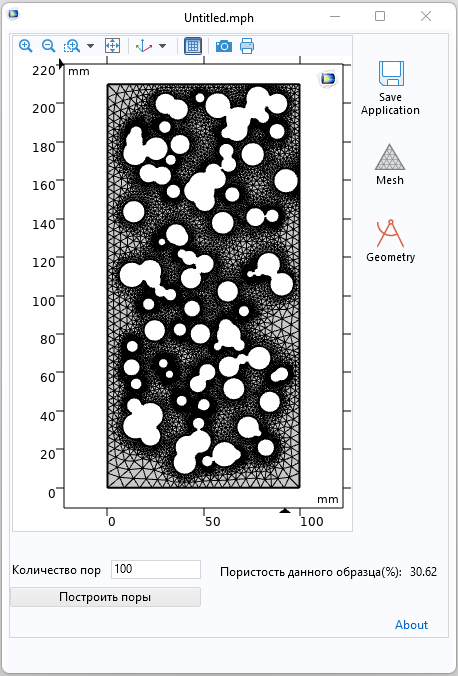 Untitled.mph
220
mm
200
180
160
140
120
100
80
60
40
20
0
mm
0
50
100
Save
Application
Mesh
Geometry
Количество пор 100
Пористость данного образца(%): 30.62
Построить поры
About